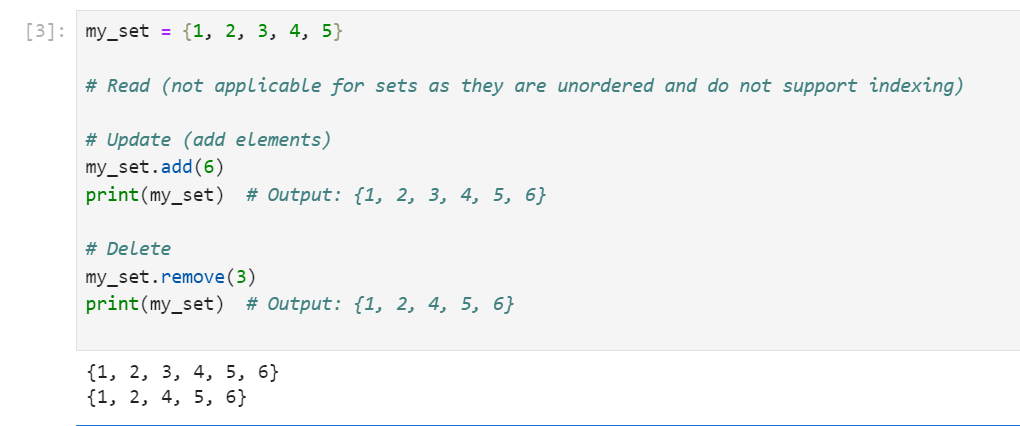 [3]: my_set = {1, 2, 3, 4, 5}
# Read (not applicable for sets as they are unordered and do not support indexing)
# Update (add elements)
my_set.add(6)
print(my_set)  # Output: {1, 2, 3, 4, 5, 6}
# Delete
my_set.remove(3)
print(my_set)  # Output: {1, 2, 4, 5, 6}
{1, 2, 3, 4, 5, 6}
{1, 2, 4, 5, 6}